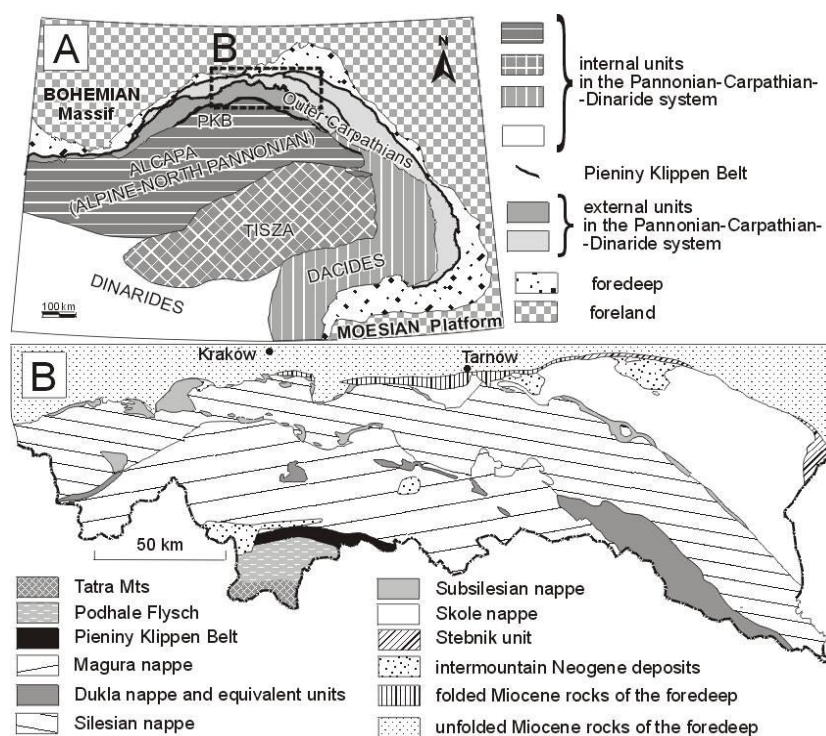 A
B
N
BOHEMIAN
Massif
PKB
Outer Carpathians
ALCAPA
(ALPINE-NORTH PANNONIAN)
TISZA
DACIDES
DINARIDES
100 km
MOESIAN Platform
internal units
in the Pannonian-Carpathian-
-Dinaride system
Pieniny Klippen Belt
external units
in the Pannonian-Carpathian-
-Dinaride system
foredeep
foreland
B
Kraków
Tarnów
50 km
Tatra Mts
Podhale Flysch
Pieniny Klippen Belt
Magura nappe
Dukla nappe and equivalent units
Silesian nappe
Subsilesian nappe
Skole nappe
Stebnik unit
intermountain Neogene deposits
folded Miocene rocks of the foredeep
unfolded Miocene rocks of the foredeep